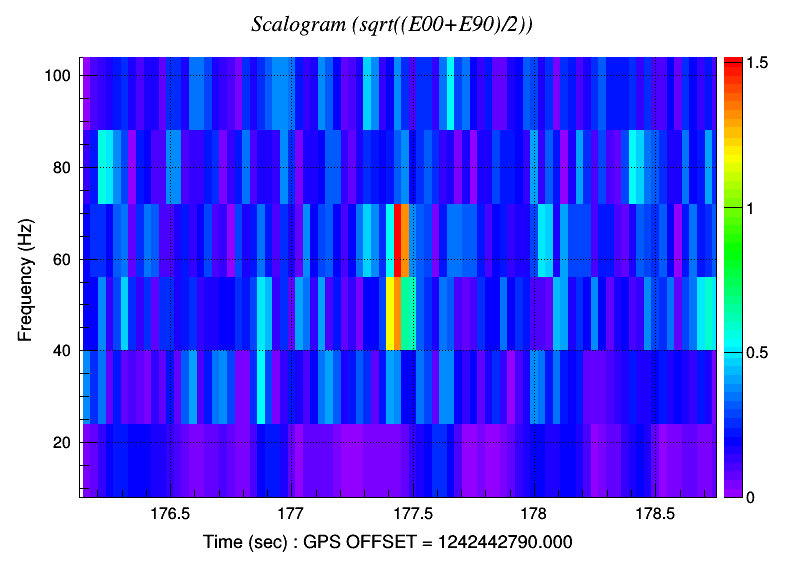 Scalogram (sqrt((E00+E90)/2))
Frequency (Hz)
100
80
60
40
20
176.5 177 177.5 178 178.5
Time (sec) : GPS OFFSET = 1242442790.000
1.5
1
0.5
0